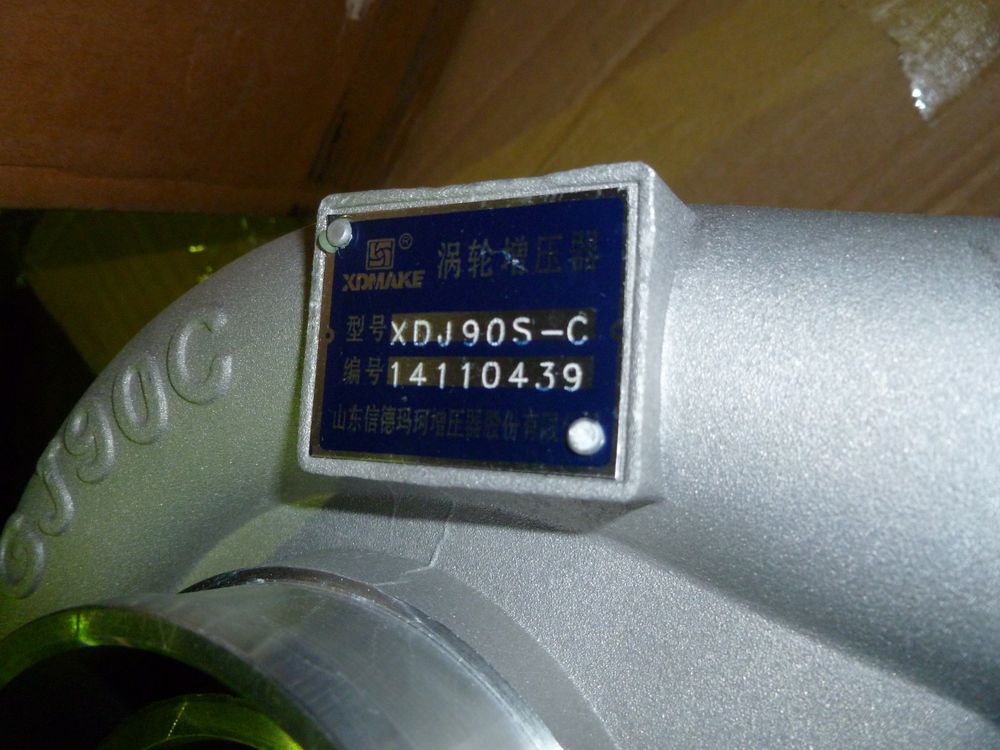 ® 涡轮增压器
XDMAKE
型号 XDJ90S-C
编号 14110439
山东信德玛珂增压器股份有限
J90C